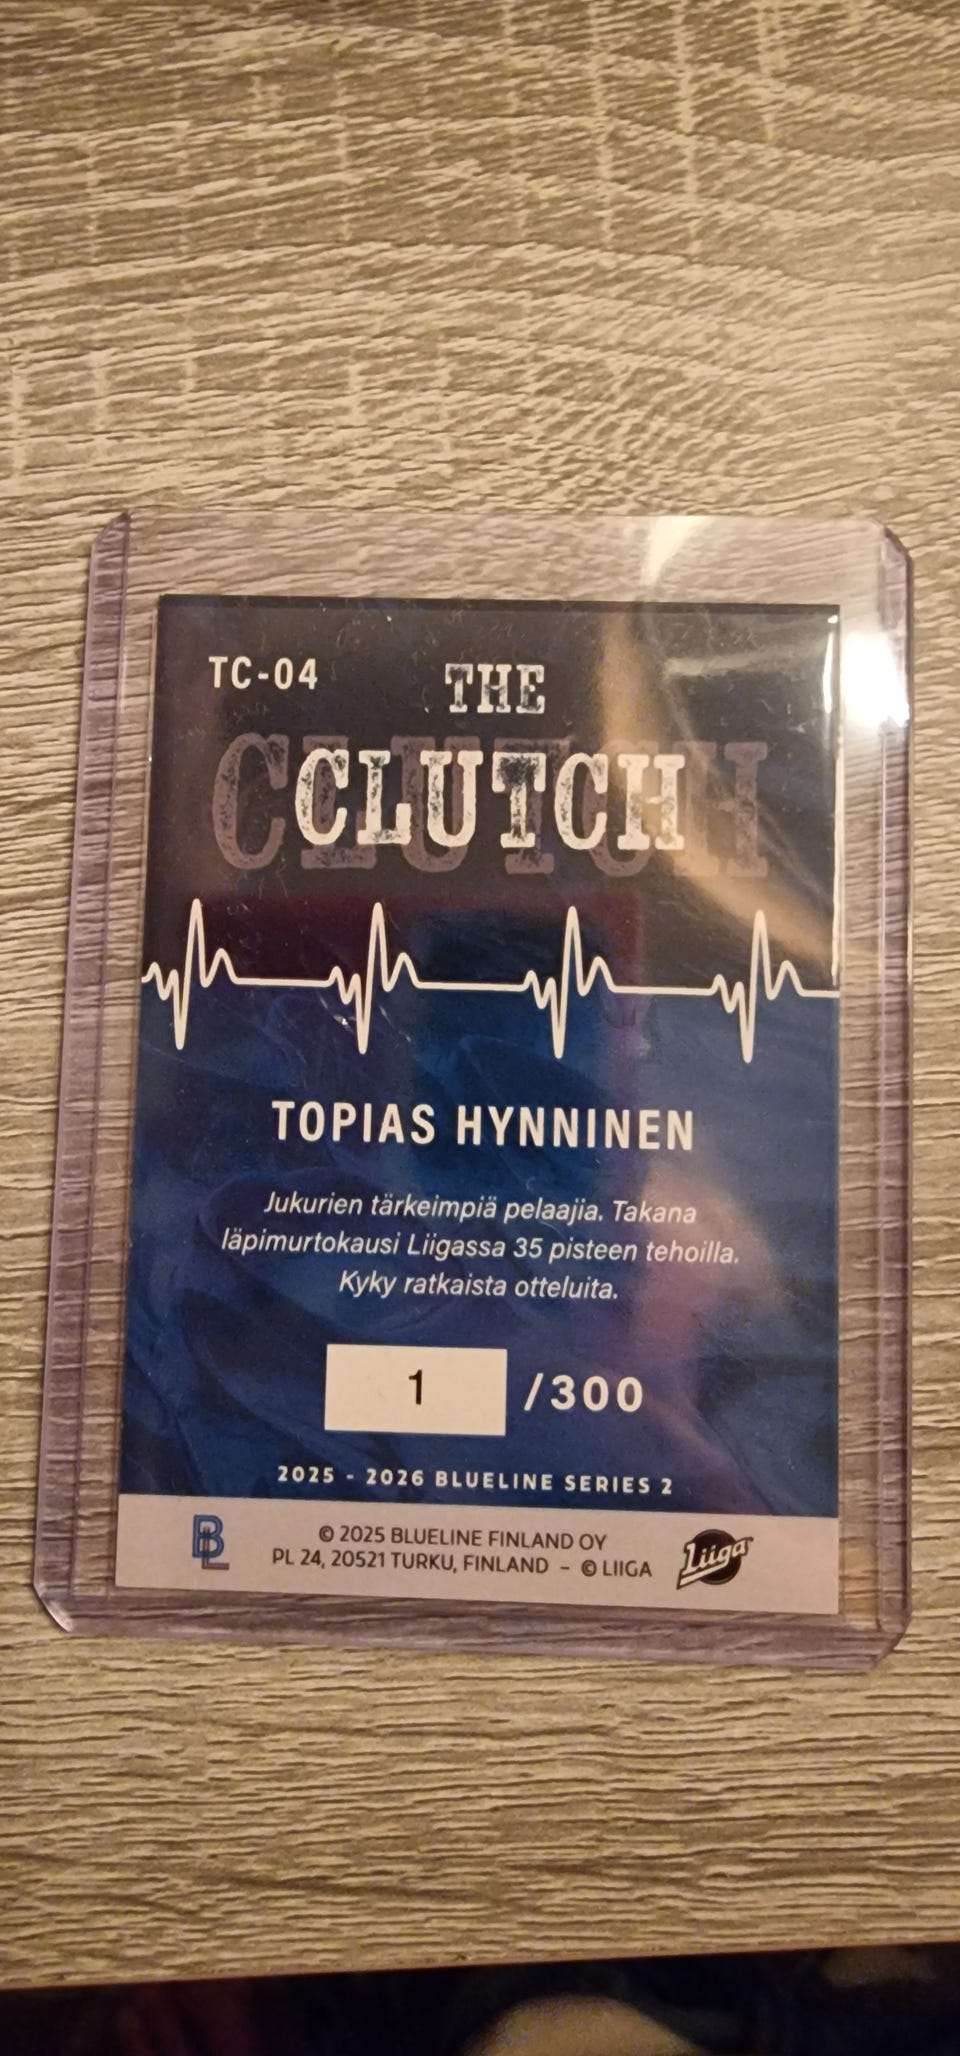 TC-04
THE
CLUTCH
TOPIAS HYNNINEN
Jukurien tärkeimpiä pelaajia. Takana
läpimurtokausi Liigassa 35 pisteen tehoilla.
Kyky ratkaista otteluita.
1 /300
2025 - 2026 BLUELINE SERIES 2
BL
© 2025 BLUELINE FINLAND OY
PL 24, 20521 TURKU, FINLAND - © LIIGA
Liiga